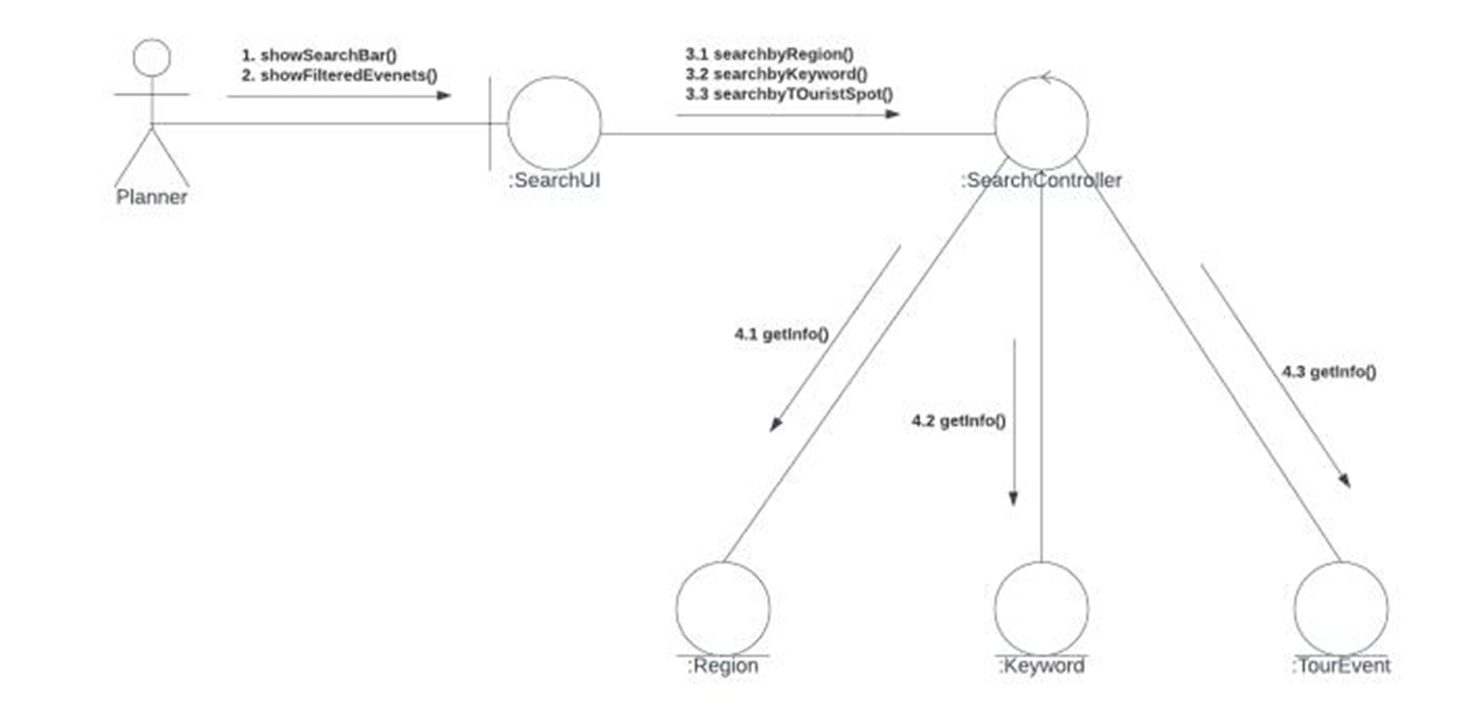 1. showSearchBar()
2. showFilteredEvenets()
3.1 searchbyRegion()
3.2 searchbyKeyword()
3.3 searchbyTOuristSpot()
Planner
:SearchUI
:SearchController
4.1 getInfo()
4.2 getInfo()
4.3 getInfo()
:Region
:Keyword
:TourEvent